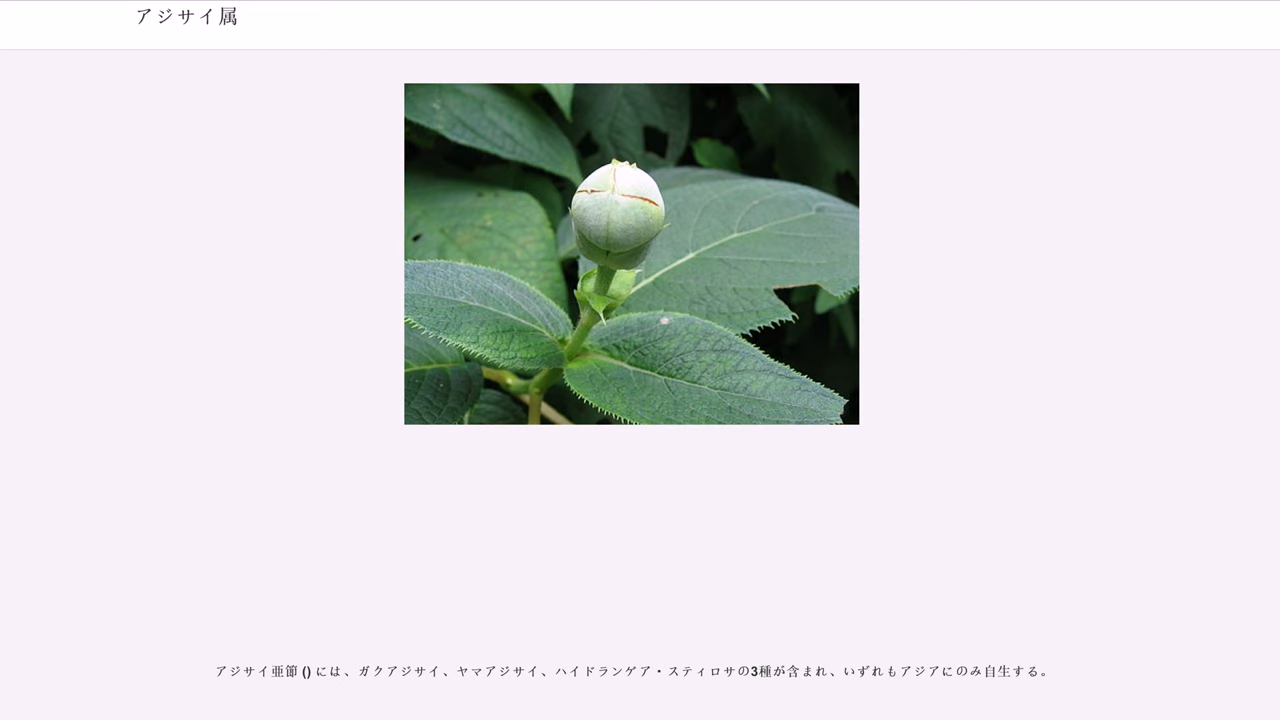 アジサイ属
アジサイ亜節 () には、ガクアジサイ、ヤマアジサイ、ハイドランゲア・スティロサの3種が含まれ、いずれもアジアにのみ自生する。